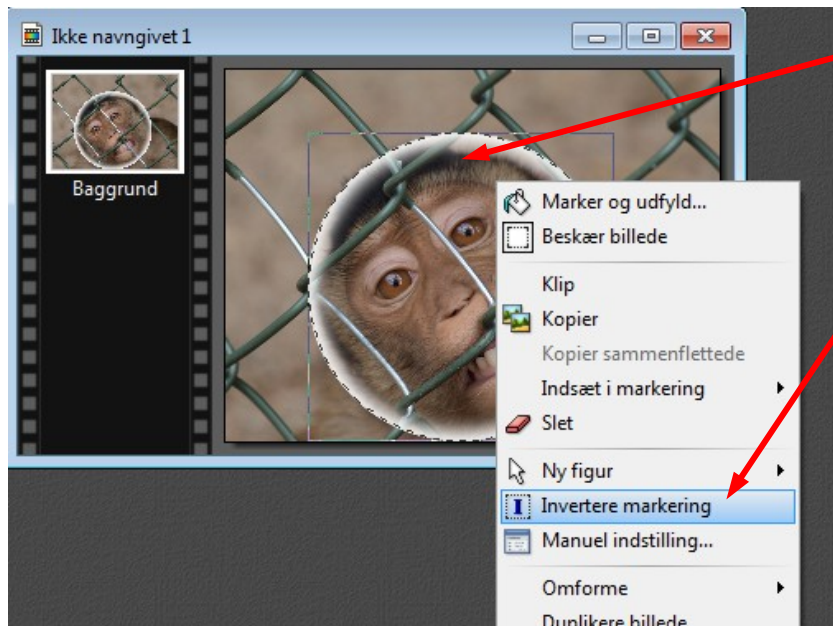 Ikke navngivet 1
Baggrund
Marker og udfyld...
Beskær billede
Klip
Kopier
Kopier sammenflettede
Indsæt i markering
Slet
Ny figur
Invertere markering
Manuel indstilling...
Omforme
Duplikere billede